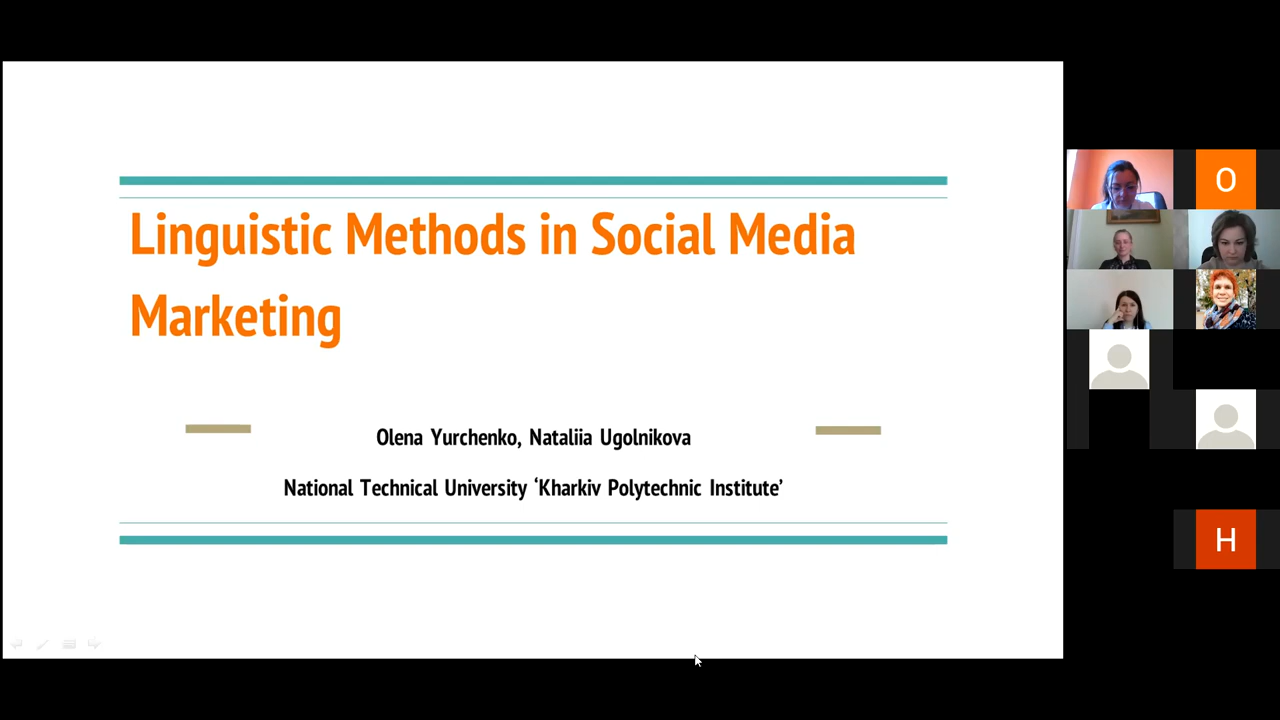 Linguistic Methods in Social Media
Marketing
Olena Yurchenko, Nataliia Ugolnikova
National Technical University ‘Kharkiv Polytechnic Institute’
O
H